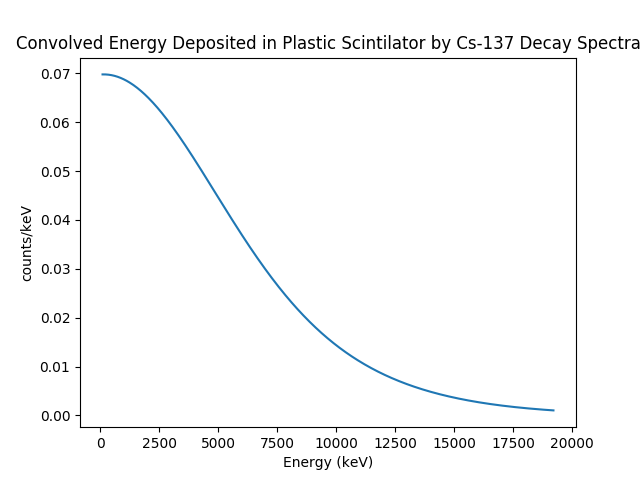 Convolved Energy Deposited in Plastic Scintilator by Cs-137 Decay Spectra
0.07
0.06
0.05
0.04
0.03
0.02
0.01
0.00
counts/keV
0 2500 5000 7500 10000 12500 15000 17500 20000
Energy (keV)